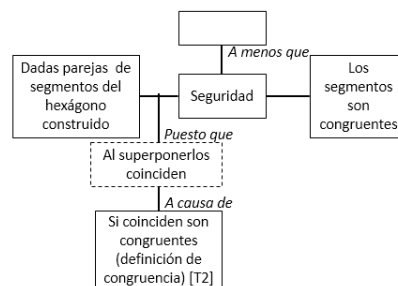 A menos que
Dadas parejas de
segmentos del
hexágono
construido
Seguridad
Los
segmentos
son
congruentes
Puesto que
Al superponerlos
coinciden
A causa de
Si coinciden son
congruentes
(definición de
congruencia) [T2]